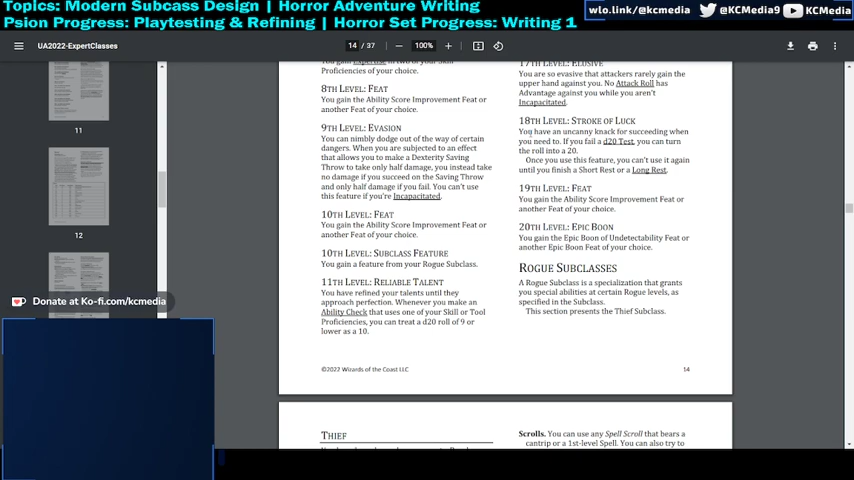 Topics: Modern Subcass Design | Horror Adventure Writing
Psion Progress: Playtesting & Refining | Horror Set Progress: Writing 1
wlo.link/@kcmedia
@KCMedia9
KCMedia
UA2022-ExpertClasses
14 / 37
100%
11
12
Donate at Ko-fi.com/kcmedia
You gain Expertise in two of your Skill
Proficiencies of your choice.
8TH LEVEL: FEAT
You gain the Ability Score Improvement Feat or
another Feat of your choice.
9TH LEVEL: EVASION
You can nimbly dodge out of the way of certain
dangers. When you are subjected to an effect
that allows you to make a Dexterity Saving
Throw to take only half damage, you instead take
no damage if you succeed on the Saving Throw
and only half damage if you fail. You can't use
this feature if you're Incapacitated.
10TH LEVEL: FEAT
You gain the Ability Score Improvement Feat or
another Feat of your choice.
10TH LEVEL: SUBCLASS FEATURE
You gain a feature from your Rogue Subclass.
11TH LEVEL: RELIABLE TALENT
You have refined your talents until they
approach perfection. Whenever you make an
Ability Check that uses one of your Skill or Tool
Proficiencies, you can treat a d20 roll of 9 or
lower as a 10.
17TH LEVEL: ELUSIVE
You are so evasive that attackers rarely gain the
upper hand against you. No Attack Roll has
Advantage against you while you aren't
Incapacitated.
18TH LEVEL: STROKE OF LUCK
You have an uncanny knack for succeeding when
you need to. If you fail a d20 Test, you can turn
the roll into a 20.
Once you use this feature, you can't use it again
until you finish a Short Rest or a Long Rest.
19TH LEVEL: FEAT
You gain the Ability Score Improvement Feat or
another Feat of your choice.
20TH LEVEL: EPIC BOON
You gain the Epic Boon of Undetectability Feat or
another Epic Boon Feat of your choice.
ROGUE SUBCLASSES
A Rogue Subclass is a specialization that grants
you special abilities at certain Rogue levels, as
specified in the Subclass.
This section presents the Thief Subclass.
©2022 Wizards of the Coast LLC
14
THIEF
Scrolls. You can use any Spell Scroll that bears a
cantrip or a 1st-level Spell. You can also try to